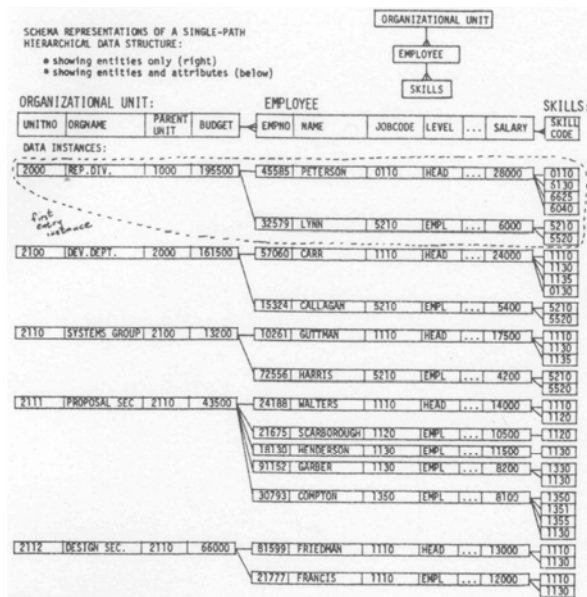 ORGANIZATIONAL UNIT
SCHEMA REPRESENTATIONS OF A SINGLE-PATH
HIERARCHICAL DATA STRUCTURE:
EMPLOYEE
• showing entities only (right)
• showing entities and attributes (below)
SKILLS
ORGANIZATIONAL UNIT: EMPLOYEE SKILLS:
UNITNO ORGNAME PARENT UNIT BUDGET EMPNO NAME JOBCODE LEVEL ... SALARY SKILL CODE
DATA INSTANCES:
2000 REP.DIV. 1000 195500 45585 PETERSON 0110 HEAD ... 28000 0110
5130
6625
6040
first entry instance
32579 LYNN 5210 EMPL ... 6000 5210
5520
2100 DEV.DEPT. 2000 161500 57060 CARR 1110 HEAD ... 24000 1110
1130
1135
0130
15324 CALLAGAN 5210 EMPL ... 5400 5210
5520
2110 SYSTEMS GROUP 2100 13200 10261 GUTTMAN 1110 HEAD ... 17500 1110
1130
1135
72556 HARRIS 5210 EMPL ... 4200 5210
5520
2111 PROPOSAL SEC 2110 43500 24188 WALTERS 1110 HEAD ... 14000 1110
1120
21675 SCARBOROUGH 1120 EMPL ... 10500 1120
18130 HENDERSON 1130 EMPL ... 11500 1130
91152 GARBER 1130 EMPL ... 8200 1330
1130
30793 COMPTON 1350 EMPL ... 8100 1350
1351
1355
1130
2112 DESIGN SEC. 2110 66000 81599 FRIEDMAN 1110 HEAD ... 13000 1110
1130
21777 FRANCIS 1110 EMPL ... 12000 1110
1130